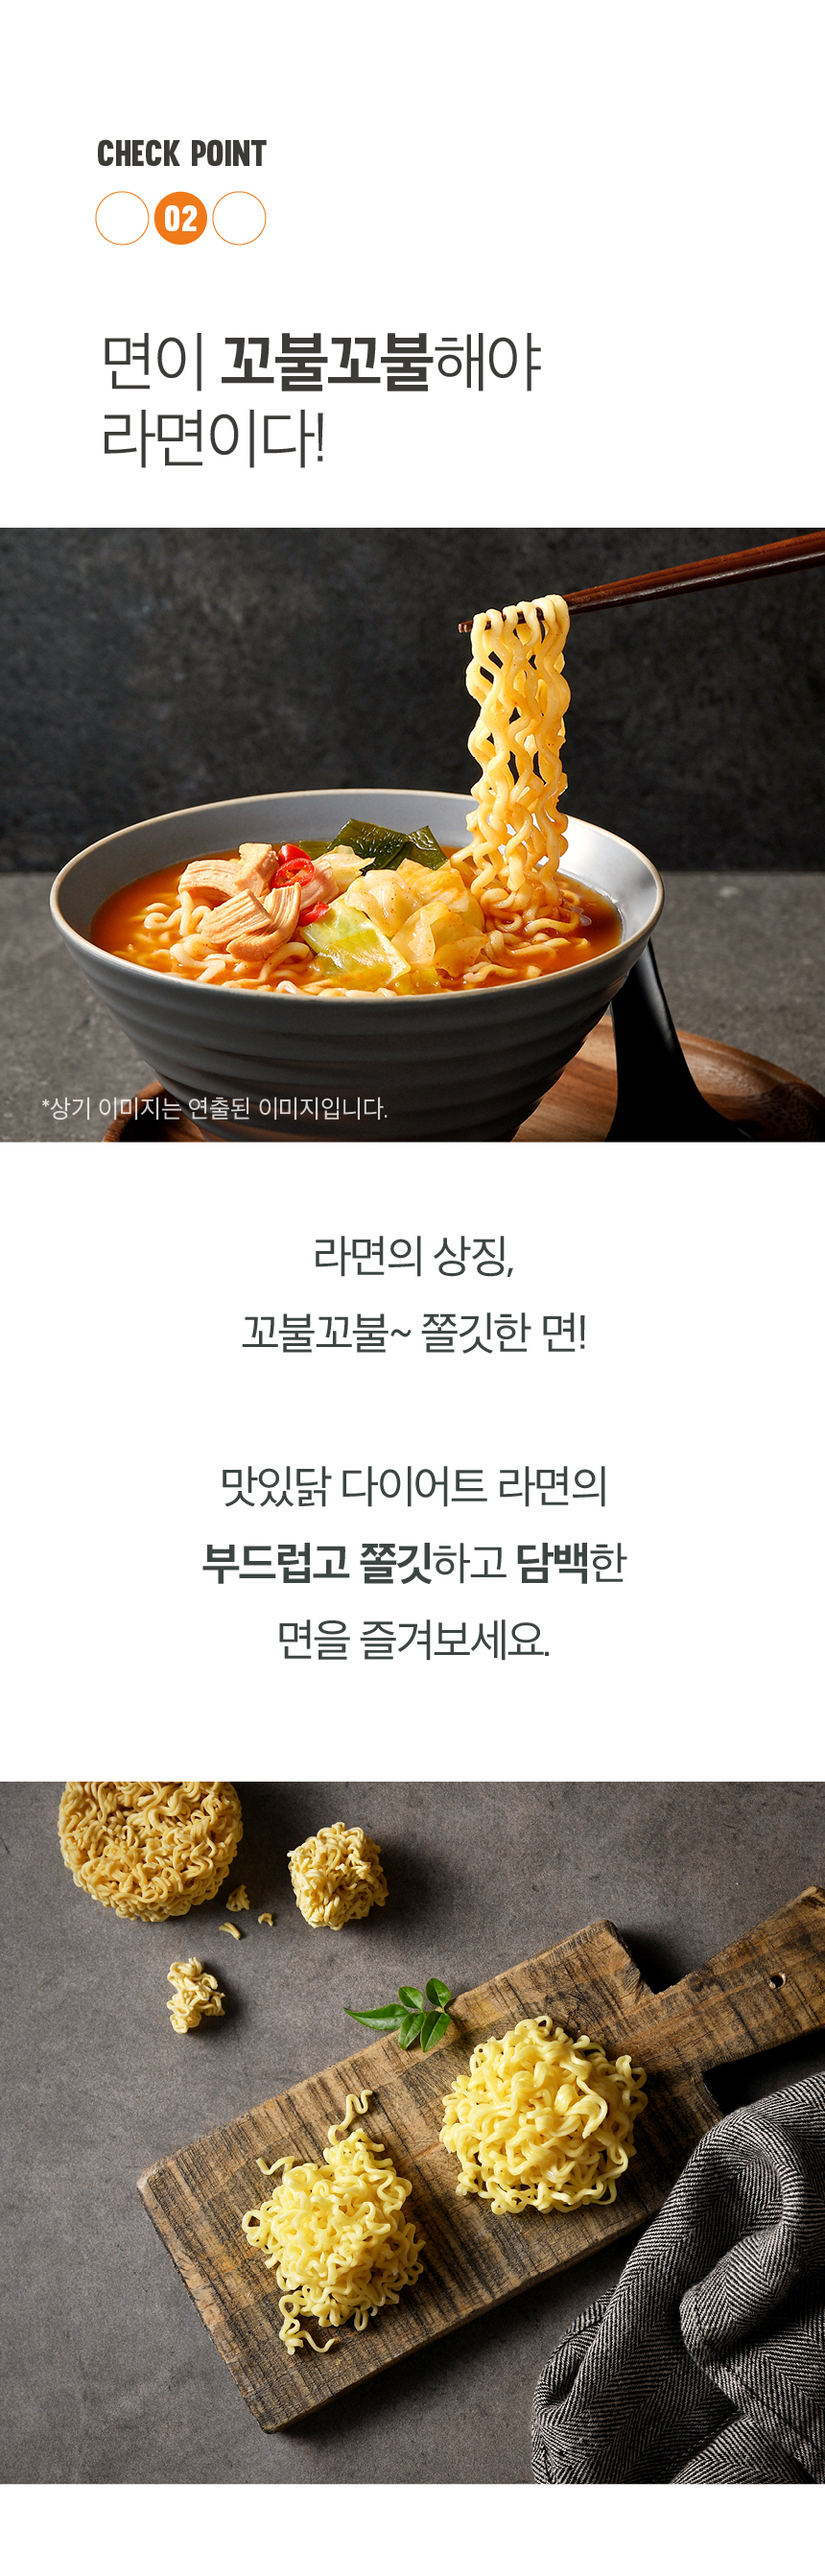 CHECK POINT
02
면이 꼬불꼬불해야
라면이다!
*상기 이미지는 연출된 이미지입니다.
라면의 상징,
꼬불꼬불~ 쫄깃한 면!
맛있닭 다이어트 라면의
부드럽고 쫄깃하고 담백한
면을 즐겨보세요.